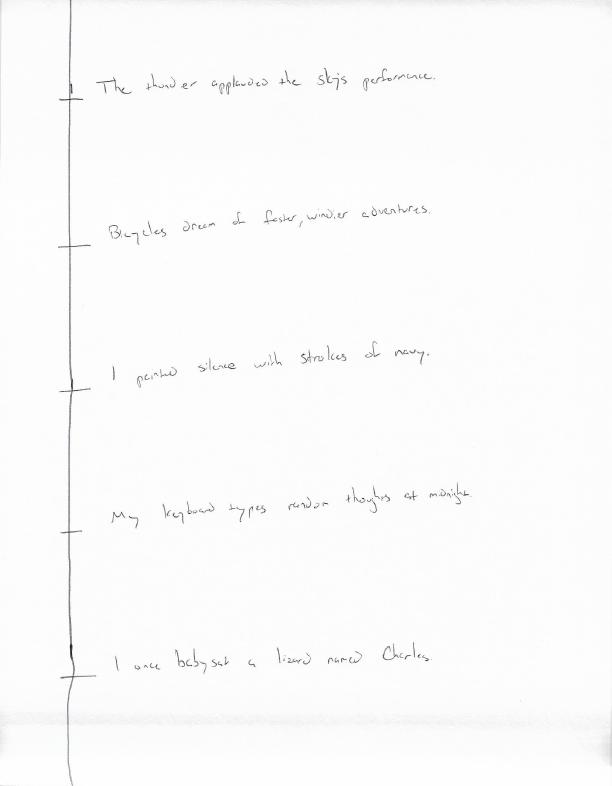 The thunder applauded the sky's performance.
Bicycles dream of faster, windier adventures.
I painted silence with strokes of navy.
My keyboard types random thoughts at midnight.
I once babysat a lizard named Charles.